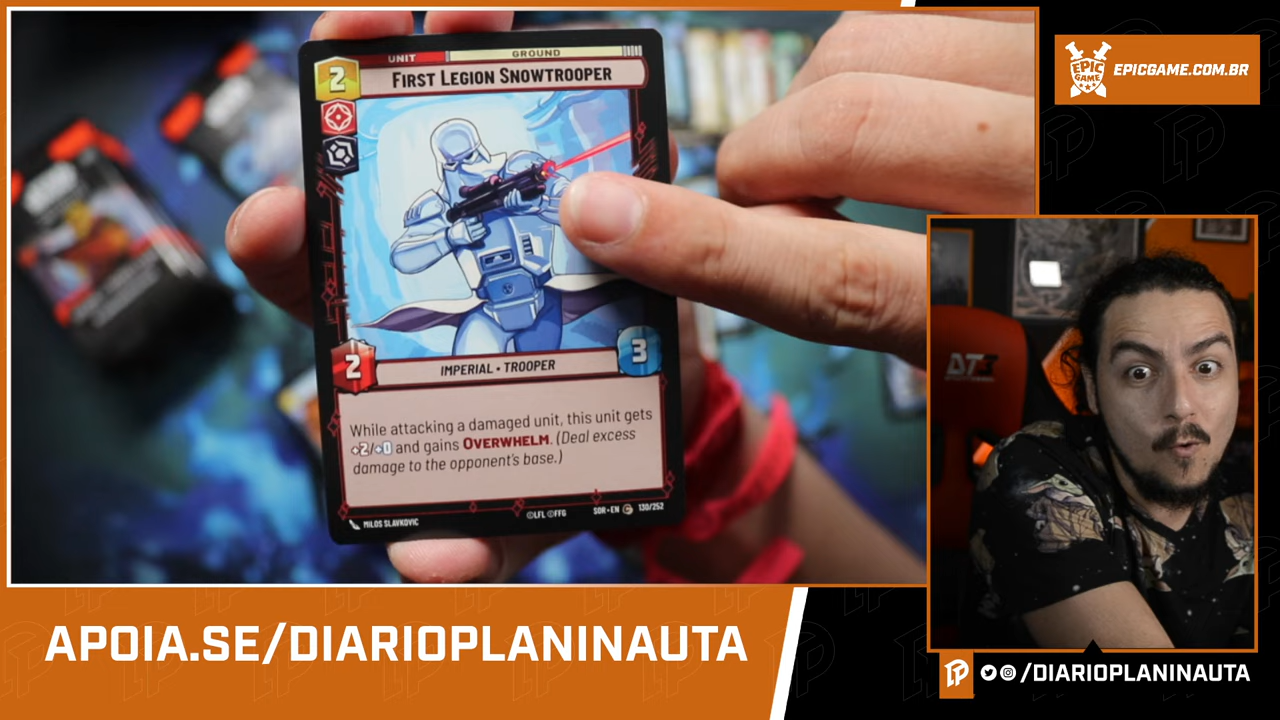 UNIT
GROUND
2
FIRST LEGION SNOWTROOPER
2
IMPERIAL • TROOPER
3
While attacking a damaged unit, this unit gets
+2/+0 and gains OVERWHELM. (Deal excess
damage to the opponent's base.)
MILOS SLAVKOVIC
©LFL ©FFG
SOR • EN C 130/252
EPIC
GAME
EPICGAME.COM.BR
DT3
APOIA.SE/DIARIOPLANINAUTA
/DIARIOPLANINAUTA